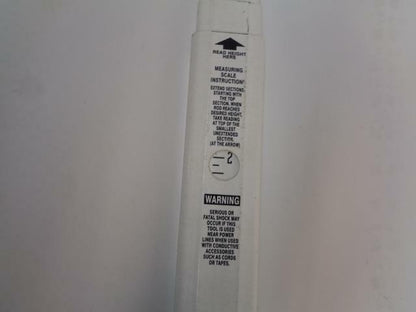 READ HEIGHT
HERE
MEASURING
SCALE
INSTRUCTION
EXTEND SECTIONS,
STARTING WITH
THE TOP
SECTION. WHEN
ROD REACHES
DESIRED HEIGHT,
TAKE READING
AT TOP OF THE
SMALLEST
UNEXTENDED
SECTION.
(AT THE ARROW)
2
WARNING
SERIOUS OR
FATAL SHOCK MAY
OCCUR IF THIS
TOOL IS USED
NEAR POWER
LINES WHEN USED
WITH CONDUCTIVE
ACCESSORIES
SUCH AS CORDS
OR TAPES.